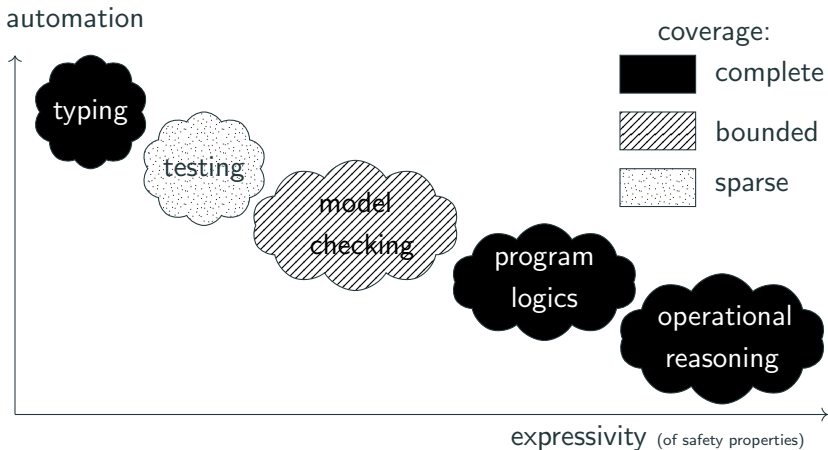 automation
coverage:
complete
bounded
sparse
typing
testing
model
checking
program
logics
operational
reasoning
expressivity (of safety properties)